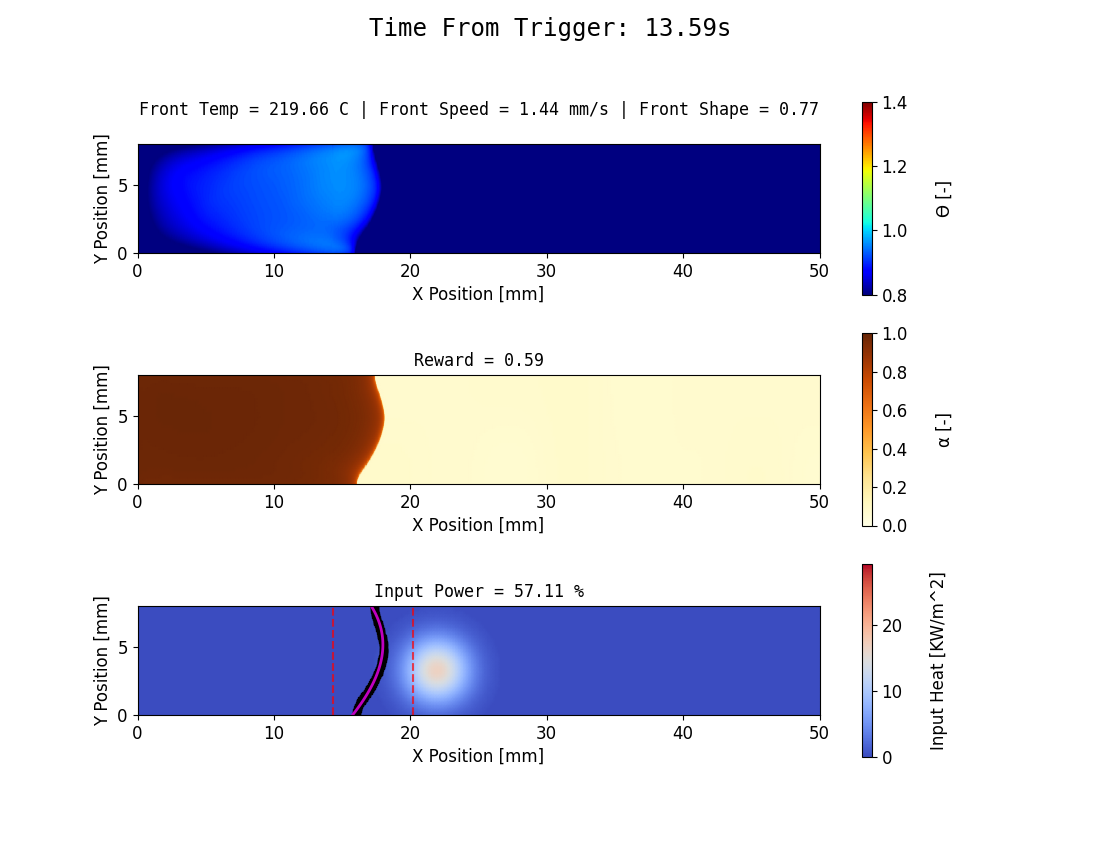 Time From Trigger: 13.59s
Front Temp = 219.66 C | Front Speed = 1.44 mm/s | Front Shape = 0.77
Y Position [mm]
5
0
0 10 20 30 40 50
X Position [mm]
1.4
1.2
1.0
0.8
Θ [-]
Reward = 0.59
Y Position [mm]
5
0
0 10 20 30 40 50
X Position [mm]
1.0
0.8
0.6
0.4
0.2
0.0
α [-]
Input Power = 57.11 %
Y Position [mm]
5
0
0 10 20 30 40 50
X Position [mm]
20
10
0
Input Heat [KW/m^2]